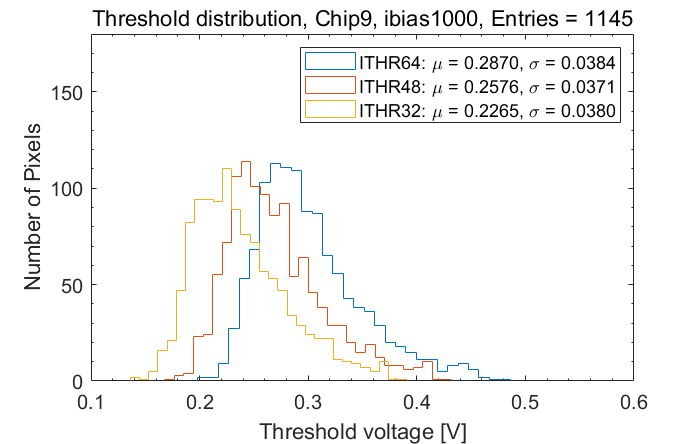 Threshold distribution, Chip9, ibias1000, Entries = 1145
ITHR64: μ = 0.2870, σ = 0.0384
ITHR48: μ = 0.2576, σ = 0.0371
ITHR32: μ = 0.2265, σ = 0.0380
Number of Pixels
150
100
50
0
0.1 0.2 0.3 0.4 0.5 0.6
Threshold voltage [V]